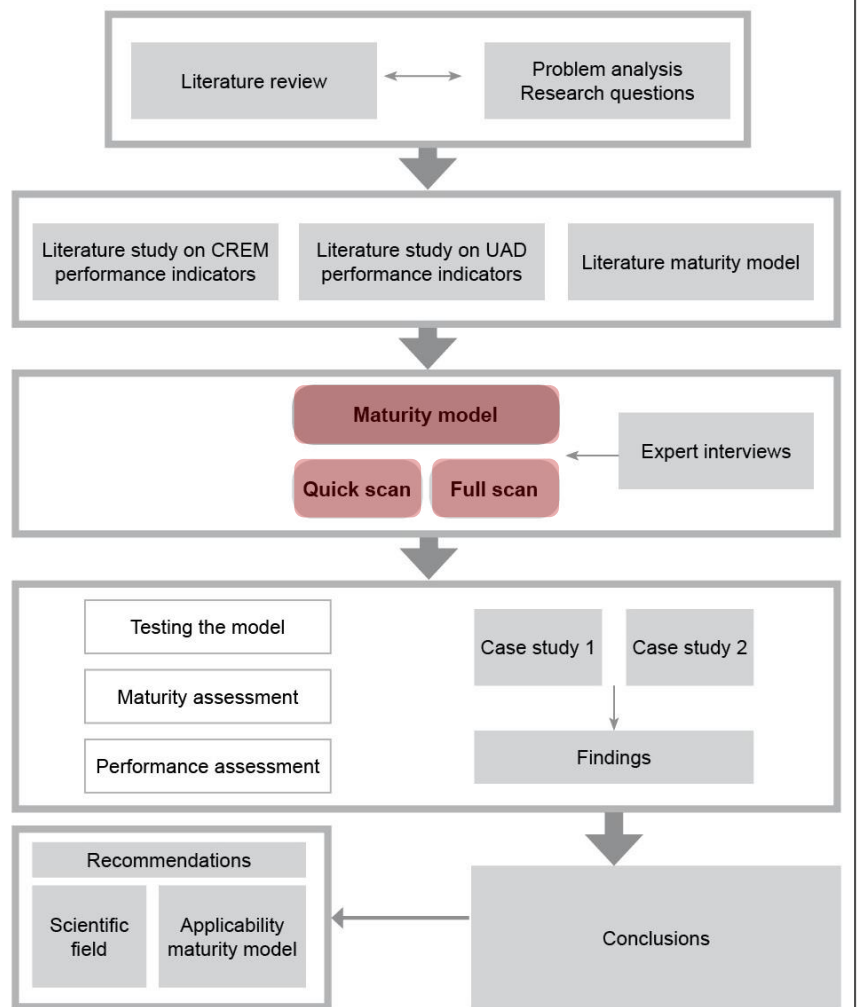 Literature review
Problem analysis
Research questions
Literature study on CREM
performance indicators
Literature study on UAD
performance indicators
Literature maturity model
Maturity model
Quick scan
Full scan
Expert interviews
Testing the model
Maturity assessment
Performance assessment
Case study 1
Case study 2
Findings
Recommendations
Scientific
field
Applicability
maturity model
Conclusions